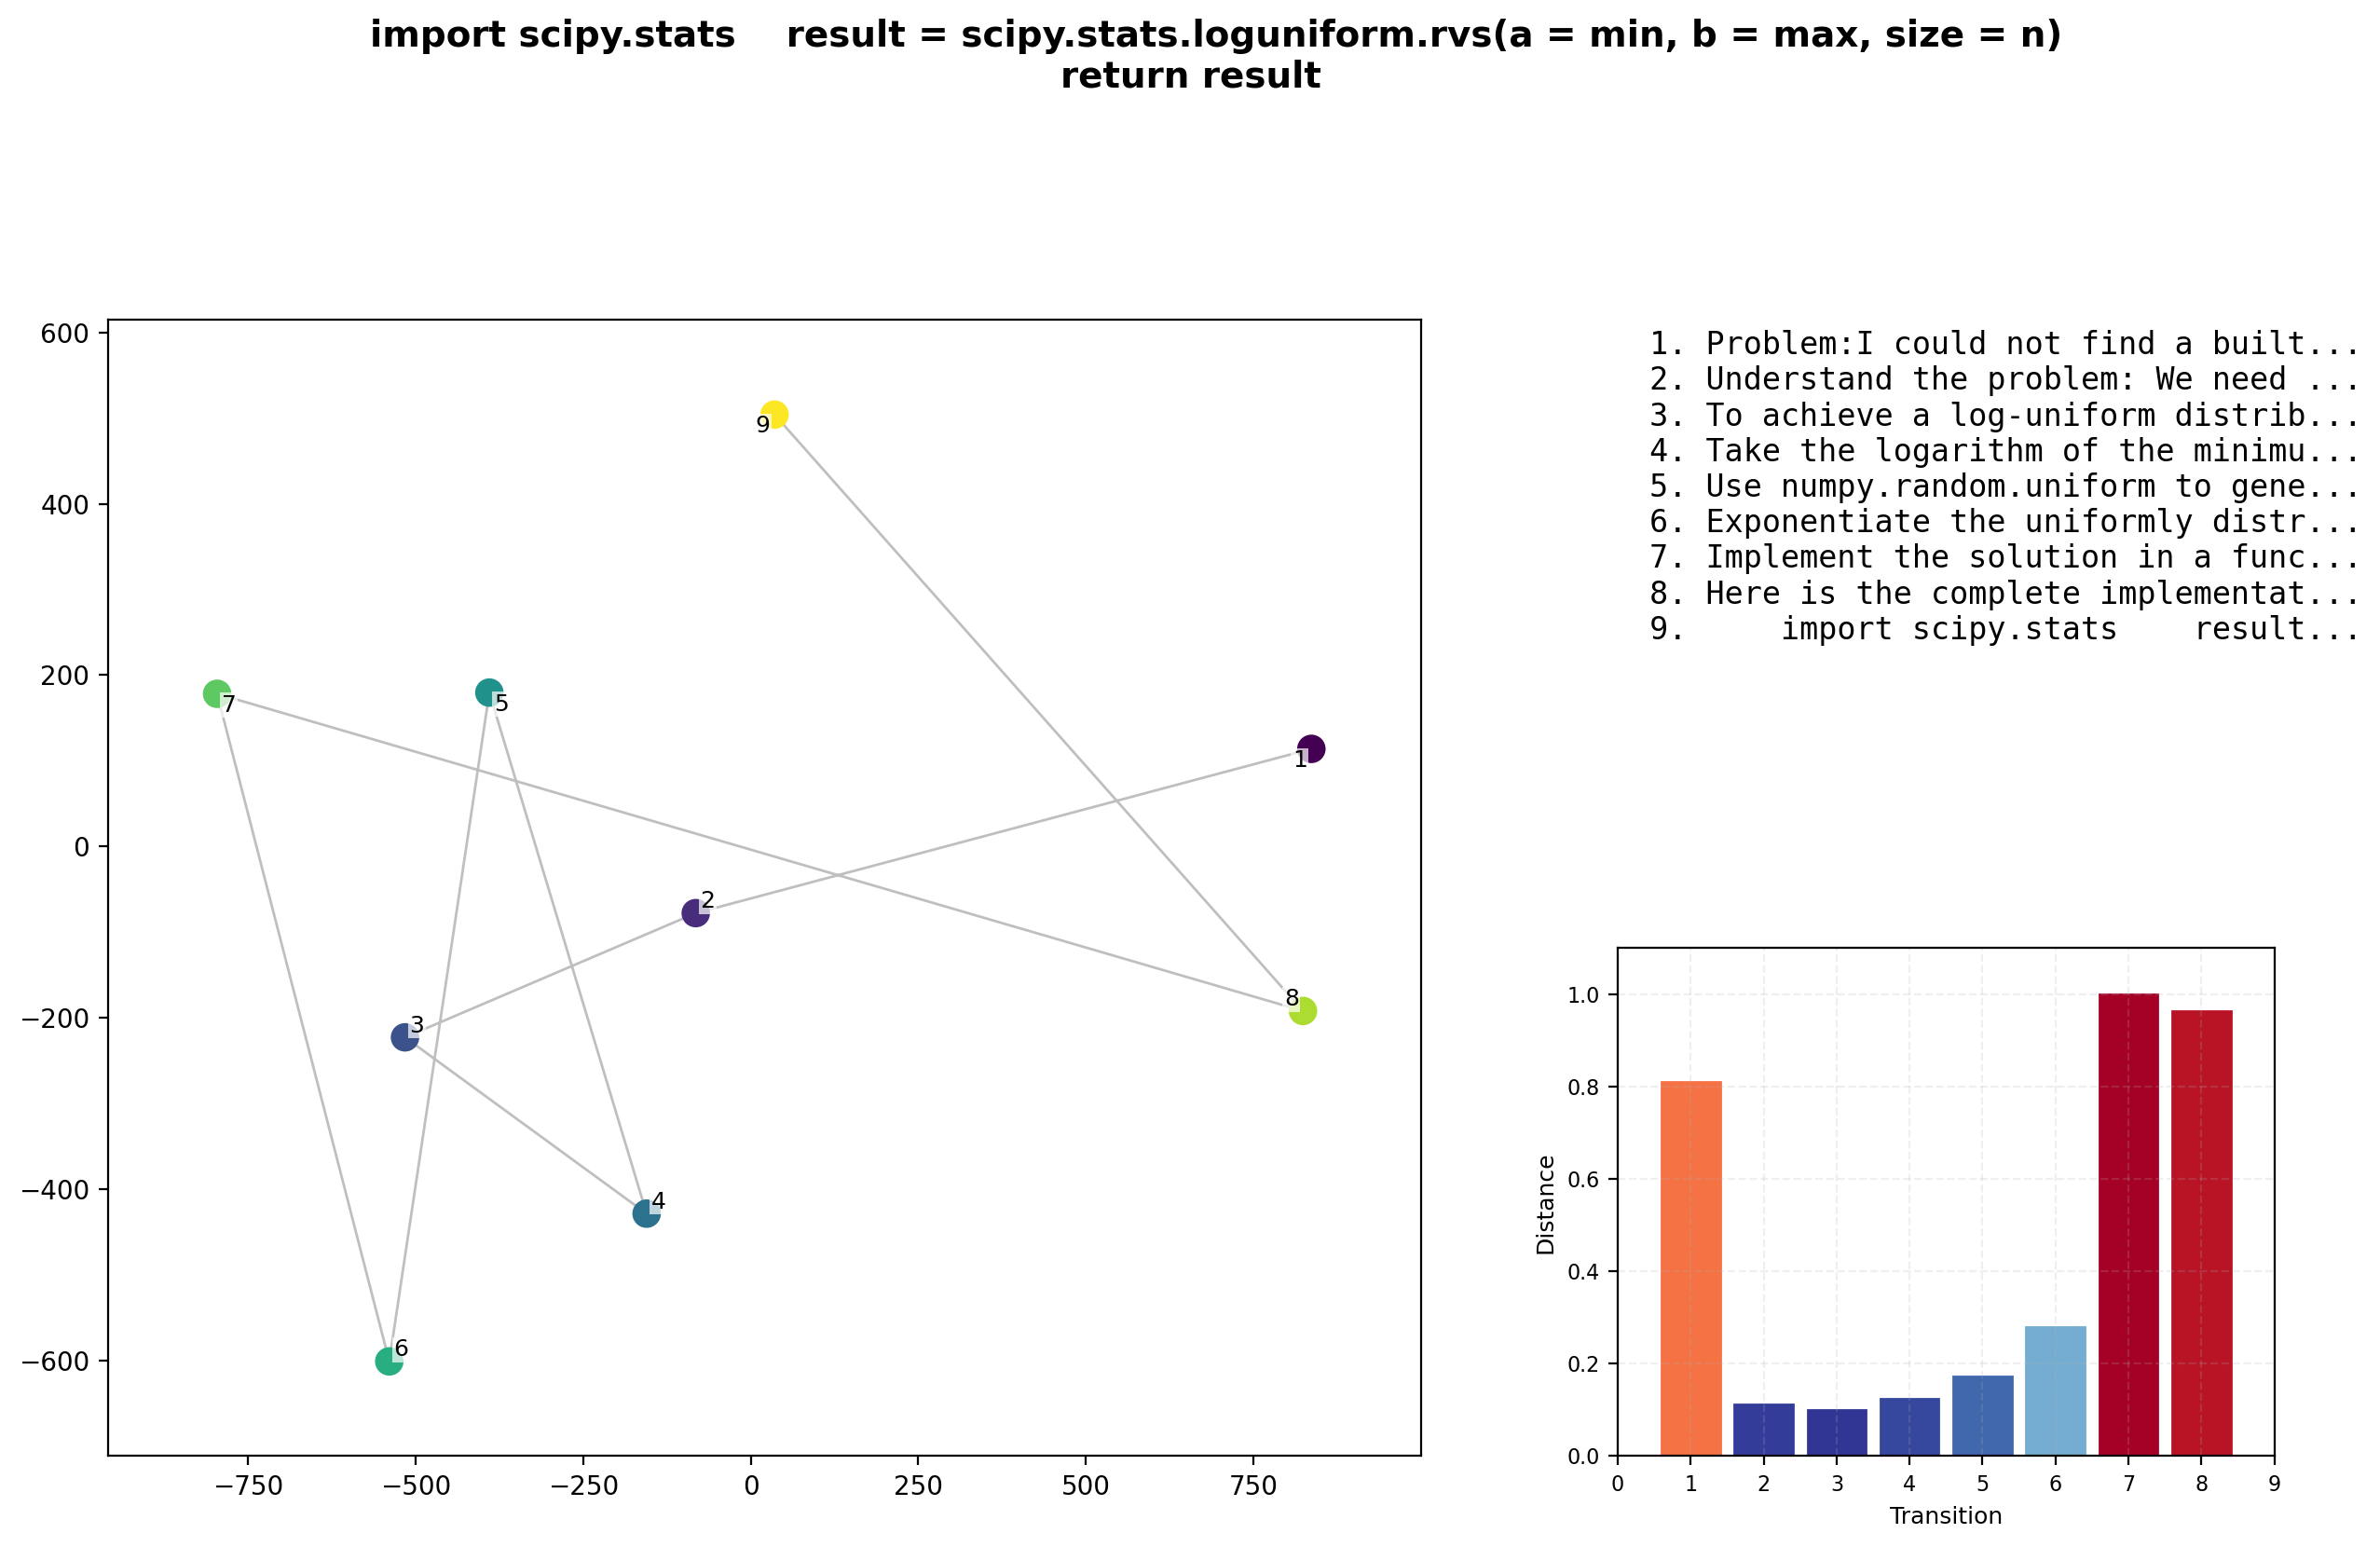 import scipy.stats    result = scipy.stats.loguniform.rvs(a = min, b = max, size = n)
return result
600
400
200
0
−200
−400
−600
−750
−500
−250
0
250
500
750
1
2
3
4
5
6
7
8
9
1. Problem:I could not find a built...
2. Understand the problem: We need ...
3. To achieve a log-uniform distrib...
4. Take the logarithm of the minimu...
5. Use numpy.random.uniform to gene...
6. Exponentiate the uniformly distr...
7. Implement the solution in a func...
8. Here is the complete implementat...
9.     import scipy.stats    result...
Distance
1.0
0.8
0.6
0.4
0.2
0.0
0 1 2 3 4 5 6 7 8 9
Transition